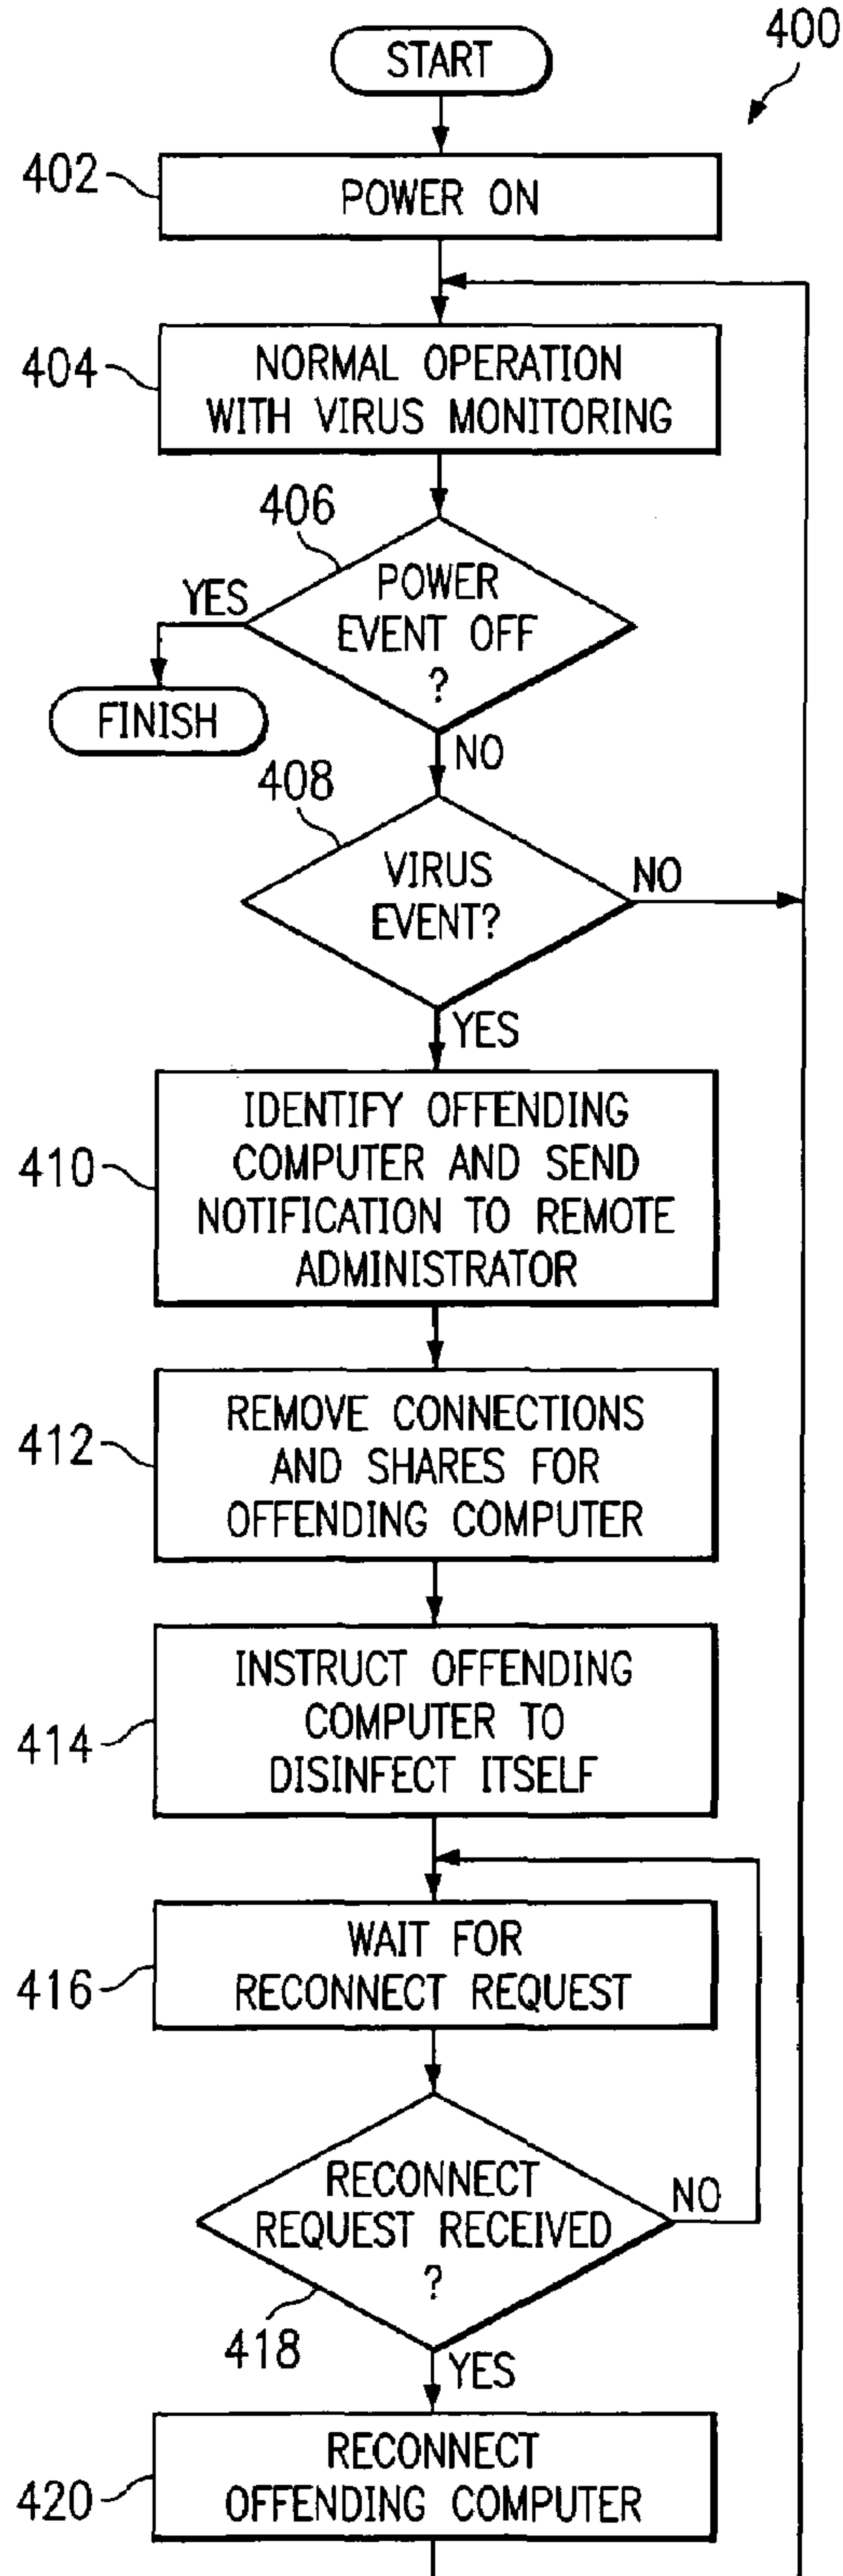 400
START
402
POWER ON
404
NORMAL OPERATION
WITH VIRUS MONITORING
406
POWER
EVENT OFF
?
YES
FINISH
NO
408
VIRUS
EVENT?
NO
YES
410
IDENTIFY OFFENDING
COMPUTER AND SEND
NOTIFICATION TO REMOTE
ADMINISTRATOR
412
REMOVE CONNECTIONS
AND SHARES FOR
OFFENDING COMPUTER
414
INSTRUCT OFFENDING
COMPUTER TO
DISINFECT ITSELF
416
WAIT FOR
RECONNECT REQUEST
RECONNECT
REQUEST RECEIVED
?
NO
418
YES
420
RECONNECT
OFFENDING COMPUTER